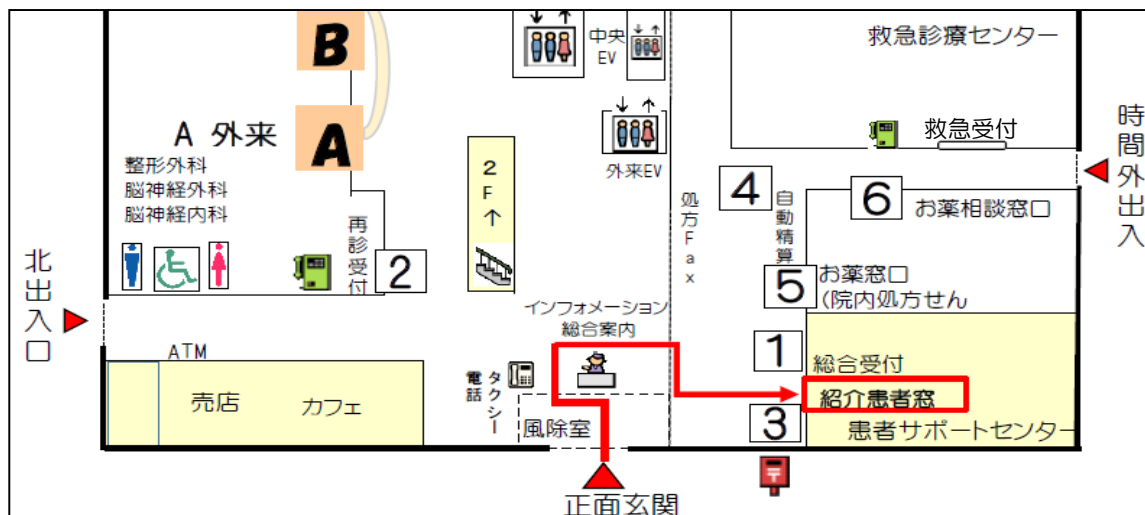 B
中央
EV
救急診療センター
A 外来
A
整形外科
脳神経外科
脳神経内科
2F↑
外来EV
救急受付
時間外出入
4
自動精算
6
お薬相談窓口
処方Fax
再診受付
2
5
お薬窓口
(院内処方せん
北出入口
インフォメーション
総合案内
1
総合受付
ATM
売店
カフェ
タクシー
電話
風除室
紹介患者窓
3
患者サポートセンター
〒
正面玄関